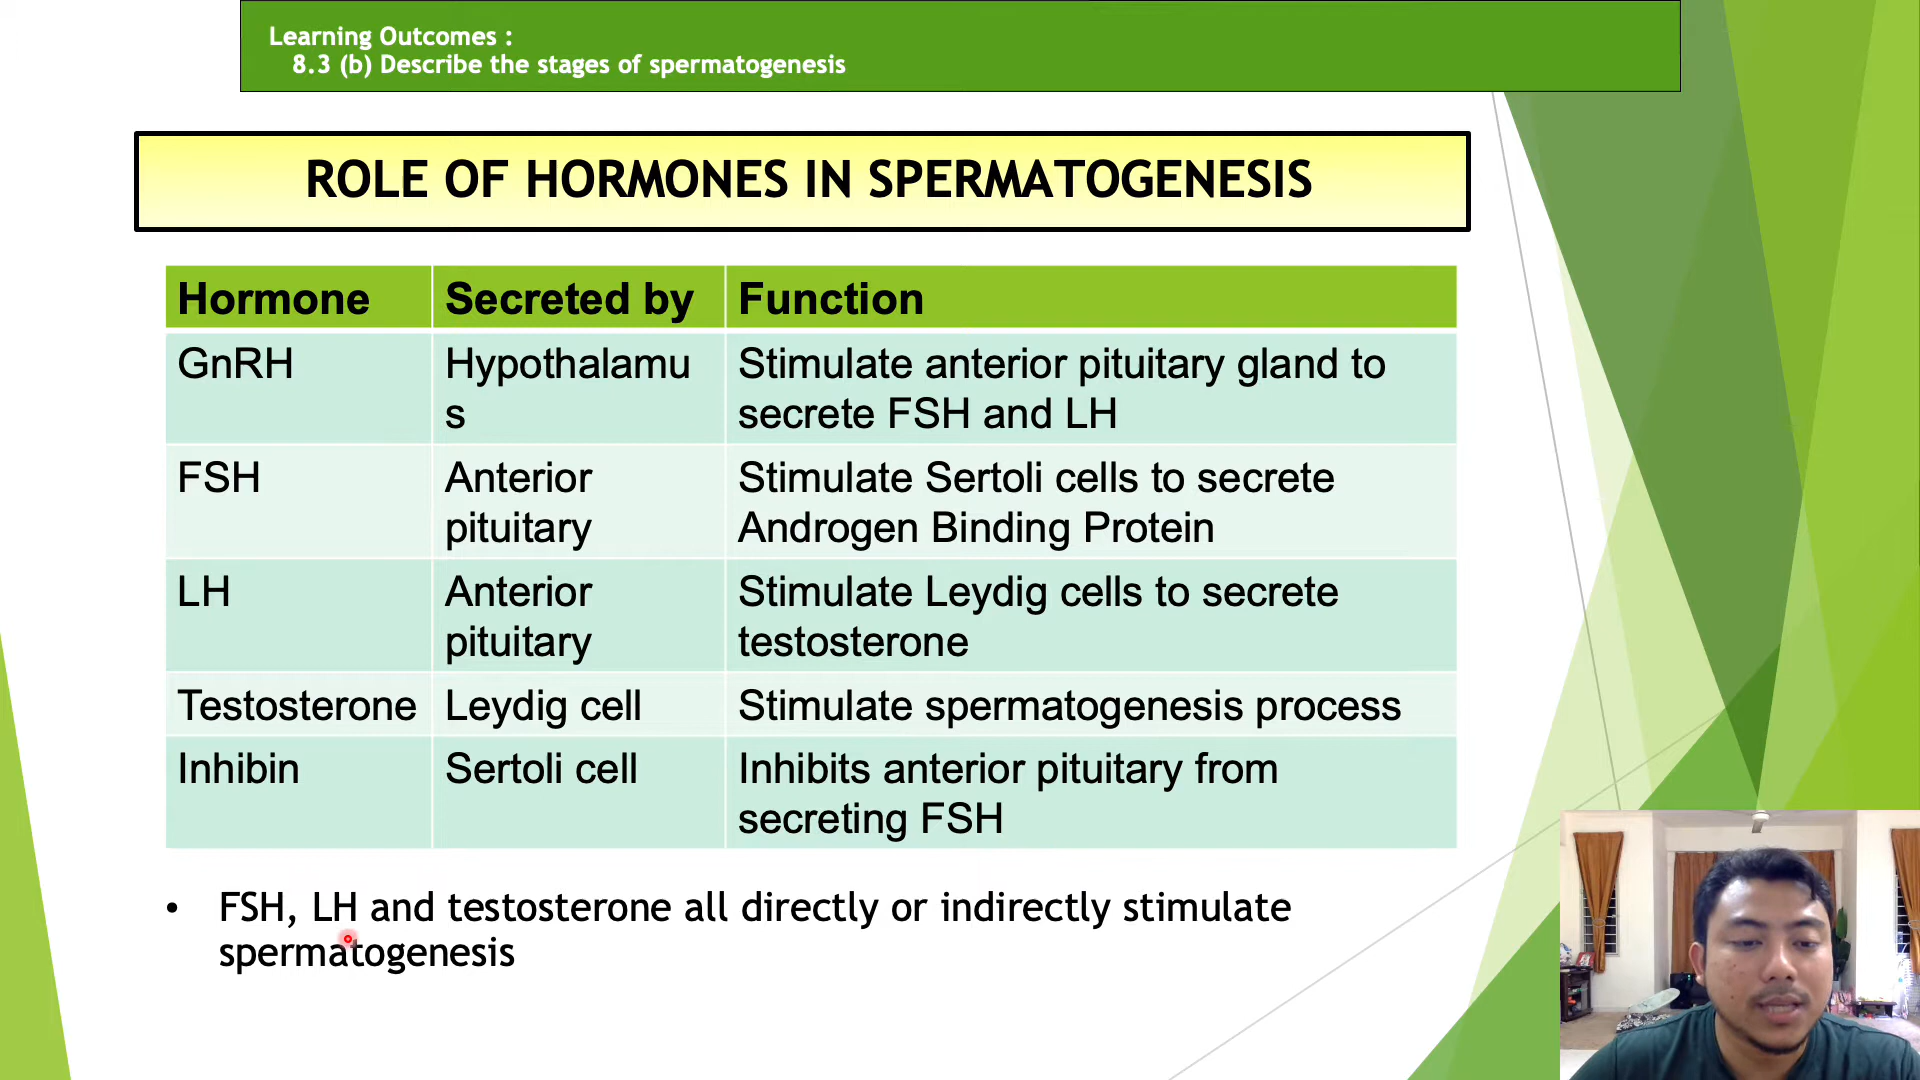 Learning Outcomes :
8.3 (b) Describe the stages of spermatogenesis
ROLE OF HORMONES IN SPERMATOGENESIS
Hormone Secreted by Function
GnRH Hypothalamu Stimulate anterior pituitary gland to
s secrete FSH and LH
FSH Anterior Stimulate Sertoli cells to secrete
pituitary Androgen Binding Protein
LH Anterior Stimulate Leydig cells to secrete
pituitary testosterone
Testosterone Leydig cell Stimulate spermatogenesis process
Inhibin Sertoli cell Inhibits anterior pituitary from
secreting FSH
• FSH, LH and testosterone all directly or indirectly stimulate
spermatogenesis